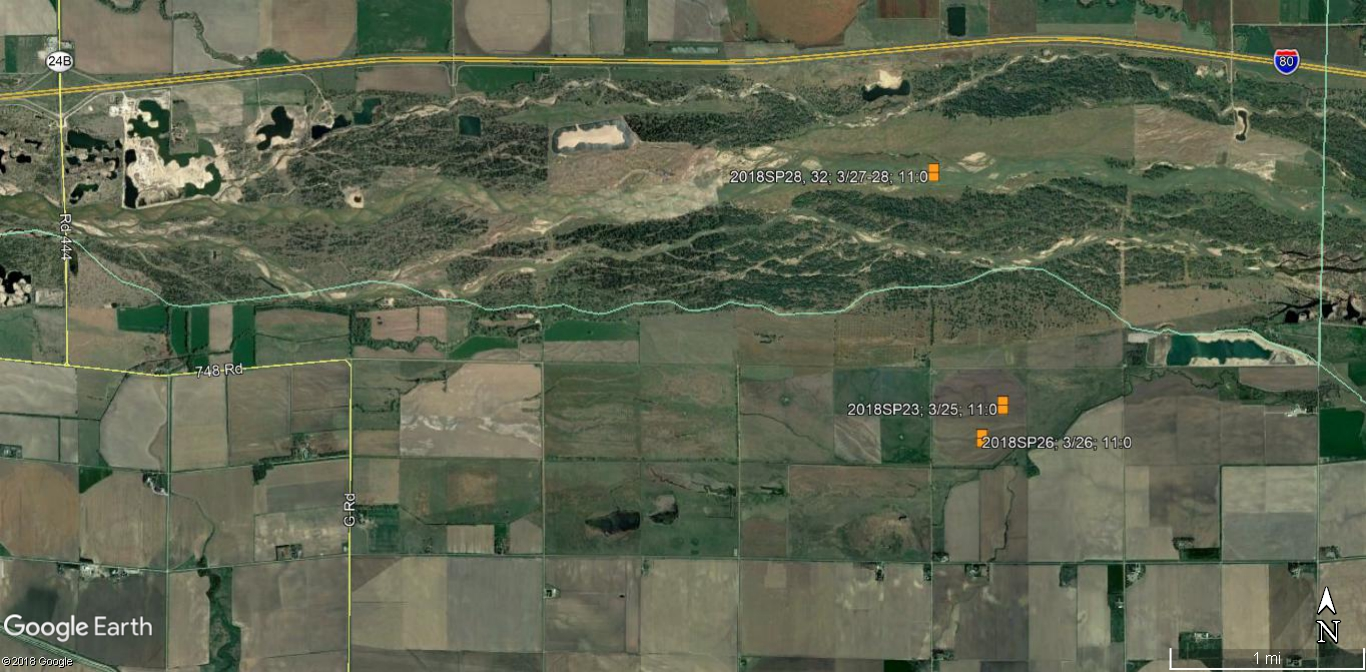 24B
80
2018SP28, 32; 3/27-28; 11:0
Rd 444
748 Rd
2018SP23; 3/25; 11:0
2018SP26; 3/26; 11:0
G Rd
Google Earth
N
©2018 Google
1 mi